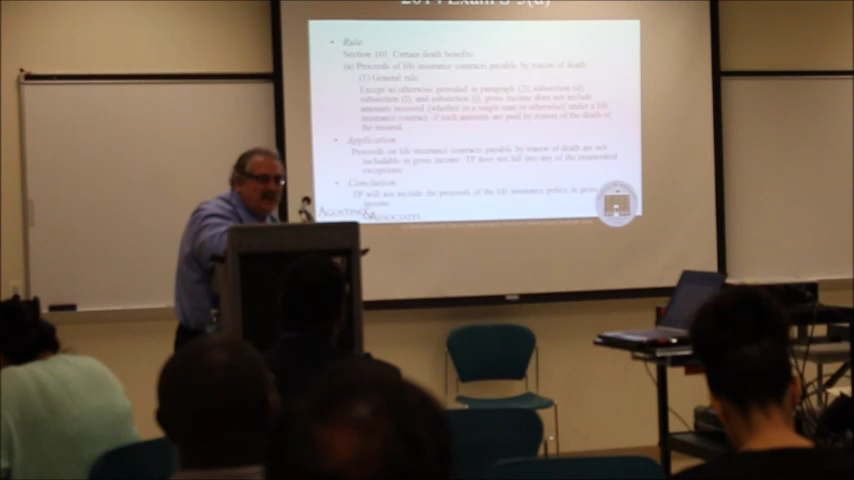 2014 Exam S-3(d)
• Rule:
Section 101. Certain death benefits.
(a) Proceeds of life insurance contracts payable by reason of death
(1) General rule
Except as otherwise provided in paragraph (2), subsection (d),
subsection (f), and subsection (j), gross income does not include
amounts received (whether in a single sum or otherwise) under a life
insurance contract, if such amounts are paid by reason of the death of
the insured.
• Application:
Proceeds on life insurance contracts payable by reason of death are not
includable in gross income. TP does not fall into any of the enumerated
exceptions.
• Conclusion:
TP will not include the proceeds of the life insurance policy in gross
income.
AGOSTINO &
ASSOCIATES